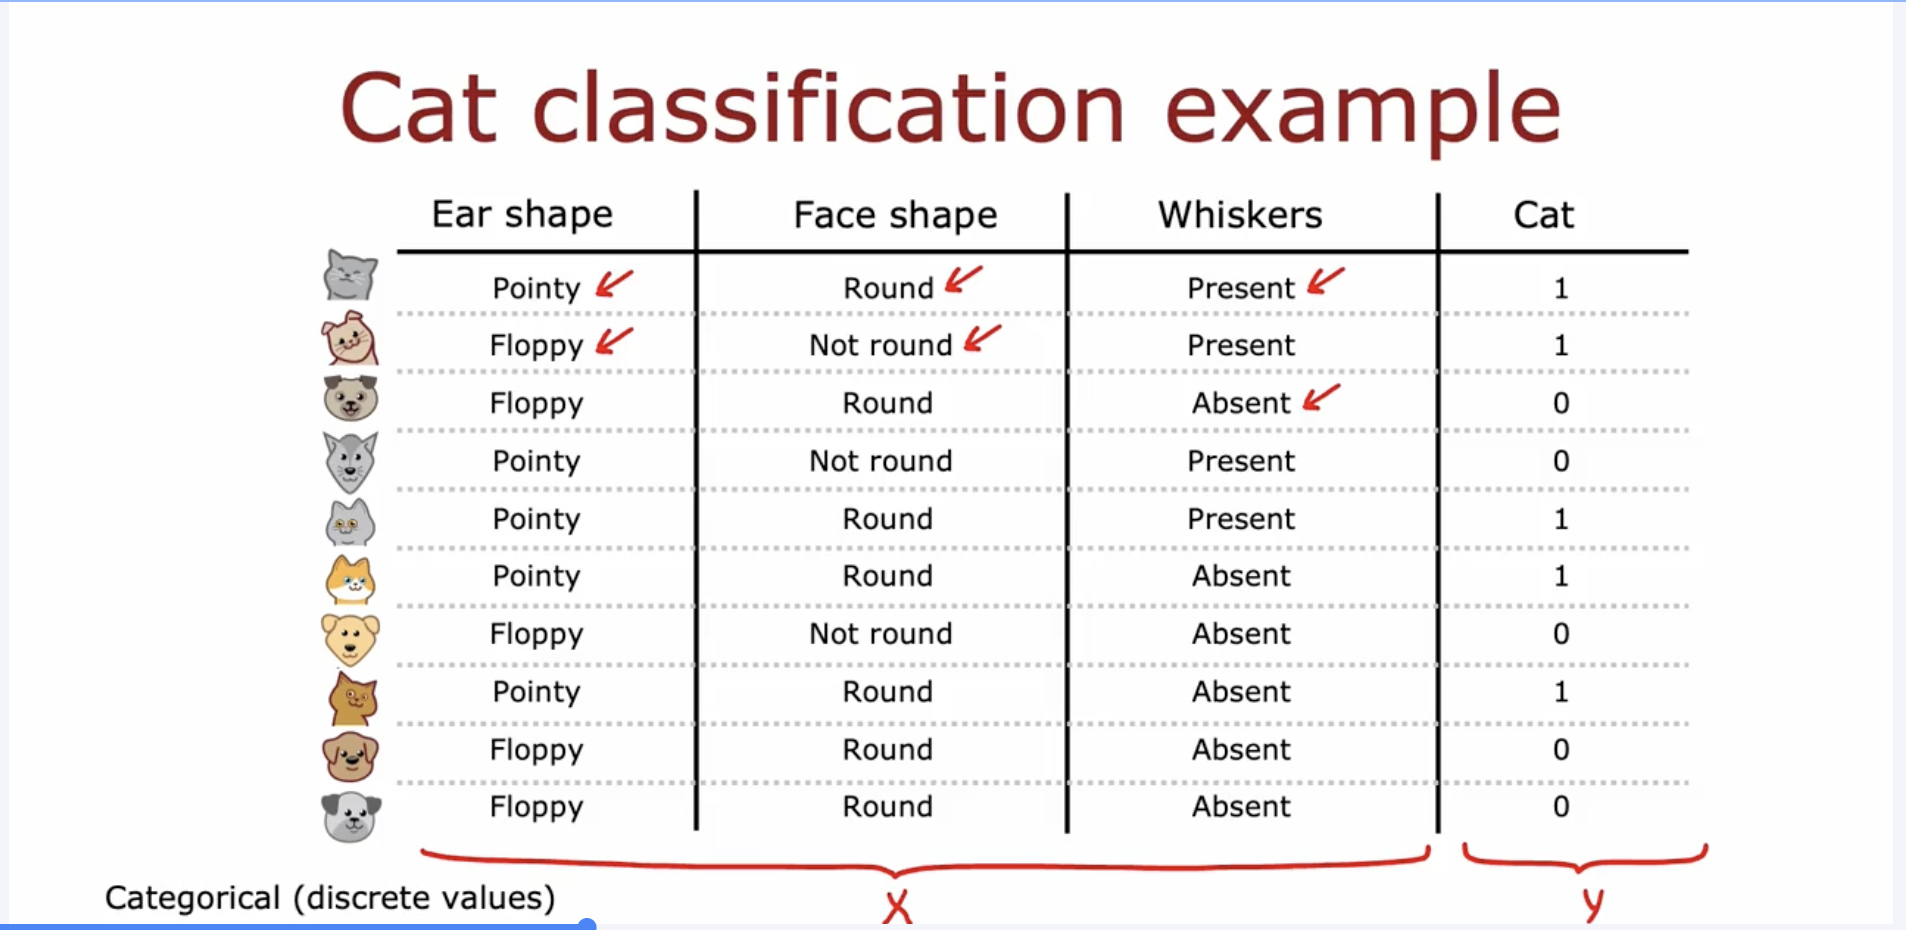 Cat classification example
Ear shape Face shape Whiskers Cat
Pointy Round Present 1
Floppy Not round Present 1
Floppy Round Absent 0
Pointy Not round Present 0
Pointy Round Present 1
Pointy Round Absent 1
Floppy Not round Absent 0
Pointy Round Absent 1
Floppy Round Absent 0
Floppy Round Absent 0
Categorical (discrete values) X y